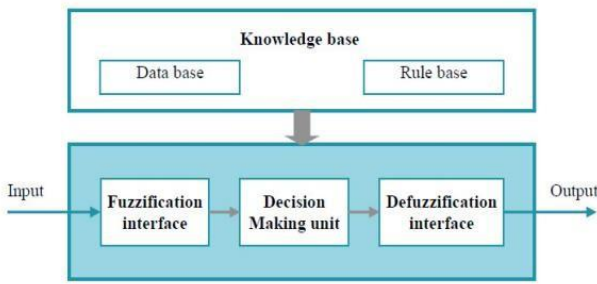 Knowledge base
Data base
Rule base
Input
Fuzzification
interface
Decision
Making unit
Defuzzification
interface
Output